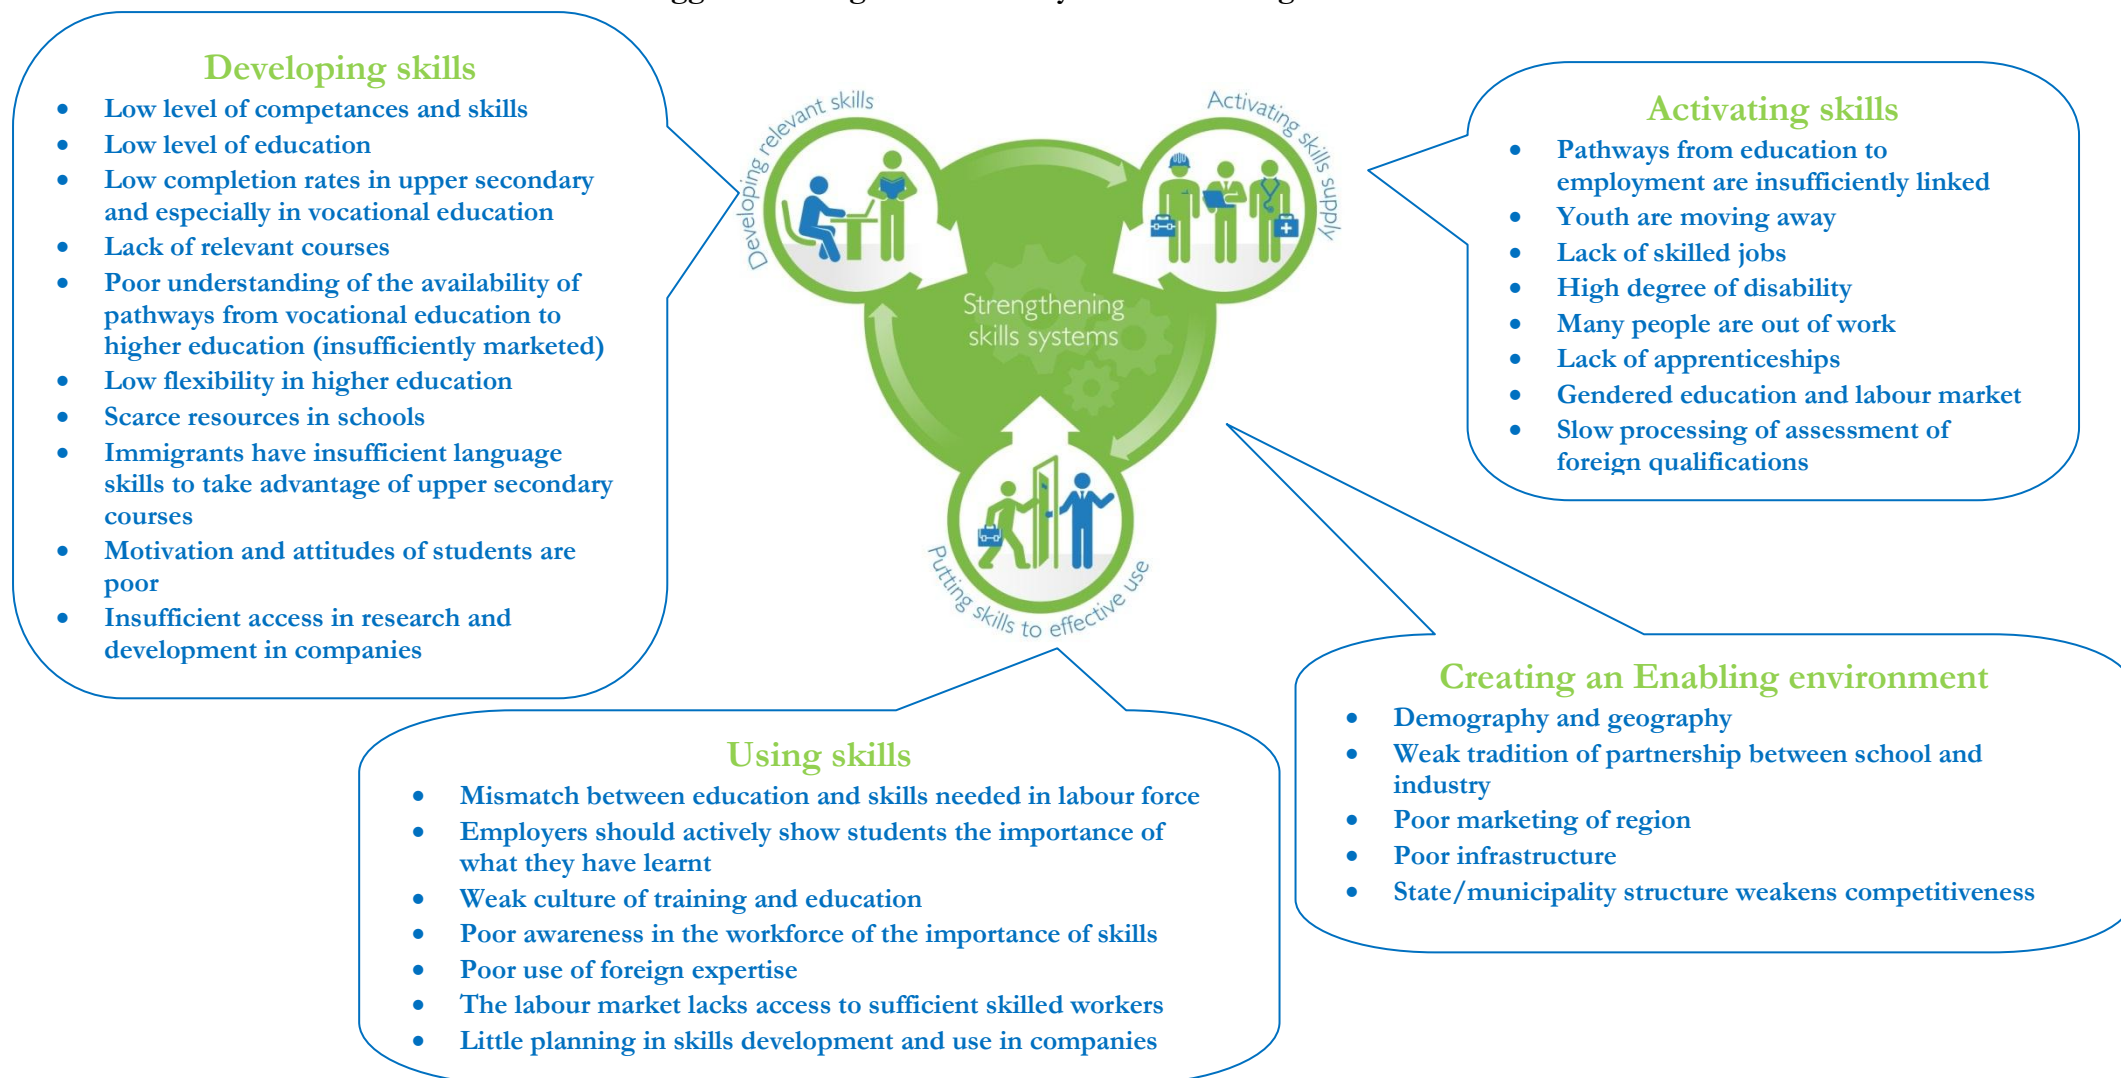 Developing skills
• Low level of competances and skills
• Low level of education
• Low completion rates in upper secondary
and especially in vocational education
• Lack of relevant courses
• Poor understanding of the availability of
pathways from vocational education to
higher education (insufficiently marketed)
• Low flexibility in higher education
• Scarce resources in schools
• Immigrants have insufficient language
skills to take advantage of upper secondary
courses
• Motivation and attitudes of students are
poor
• Insufficient access in research and
development in companies
Developing relevant skills
Activating skills supply
Strengthening
skills systems
Putting skills to effective use
Activating skills
• Pathways from education to
employment are insufficiently linked
• Youth are moving away
• Lack of skilled jobs
• High degree of disability
• Many people are out of work
• Lack of apprenticeships
• Gendered education and labour market
• Slow processing of assessment of
foreign qualifications
Using skills
• Mismatch between education and skills needed in labour force
• Employers should actively show students the importance of
what they have learnt
• Weak culture of training and education
• Poor awareness in the workforce of the importance of skills
• Poor use of foreign expertise
• The labour market lacks access to sufficient skilled workers
• Little planning in skills development and use in companies
Creating an Enabling environment
• Demography and geography
• Weak tradition of partnership between school and
industry
• Poor marketing of region
• Poor infrastructure
• State/municipality structure weakens competitiveness